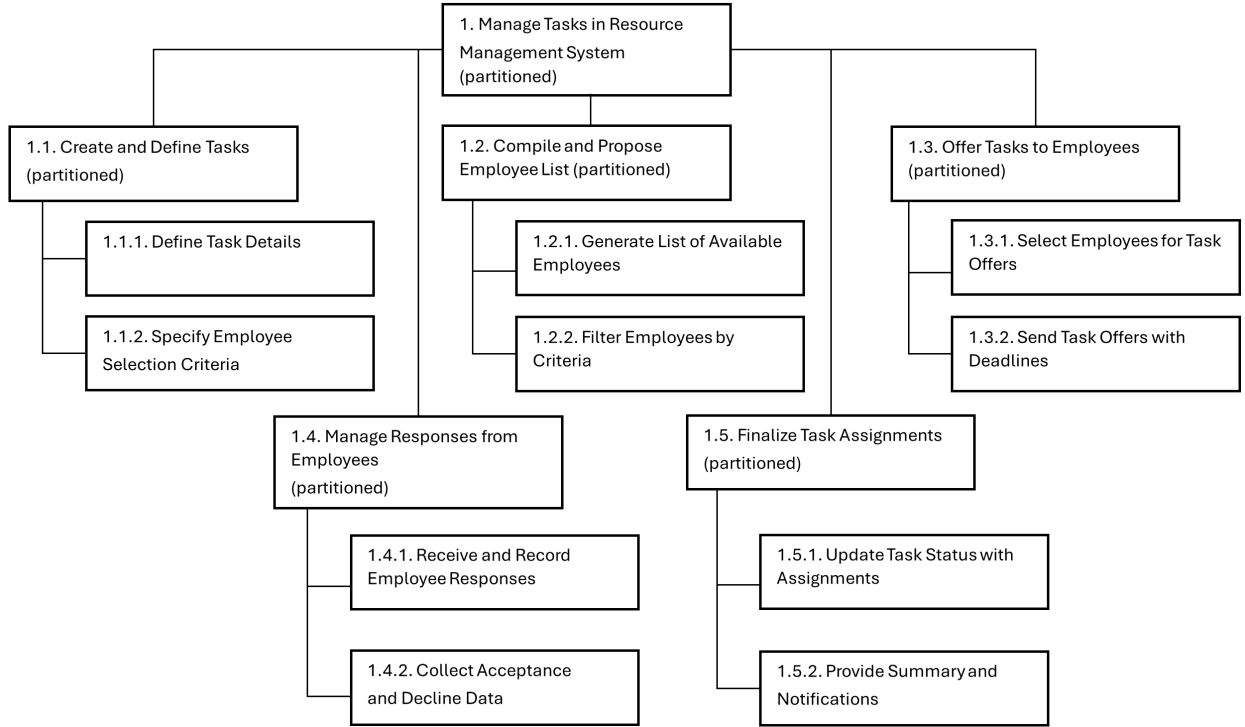 1. Manage Tasks in Resource
Management System
(partitioned)
1.1. Create and Define Tasks
(partitioned)
1.2. Compile and Propose
Employee List (partitioned)
1.3. Offer Tasks to Employees
(partitioned)
1.1.1. Define Task Details
1.2.1. Generate List of Available
Employees
1.3.1. Select Employees for Task
Offers
1.1.2. Specify Employee
Selection Criteria
1.2.2. Filter Employees by
Criteria
1.3.2. Send Task Offers with
Deadlines
1.4. Manage Responses from
Employees
(partitioned)
1.5. Finalize Task Assignments
(partitioned)
1.4.1. Receive and Record
Employee Responses
1.5.1. Update Task Status with
Assignments
1.4.2. Collect Acceptance
and Decline Data
1.5.2. Provide Summary and
Notifications